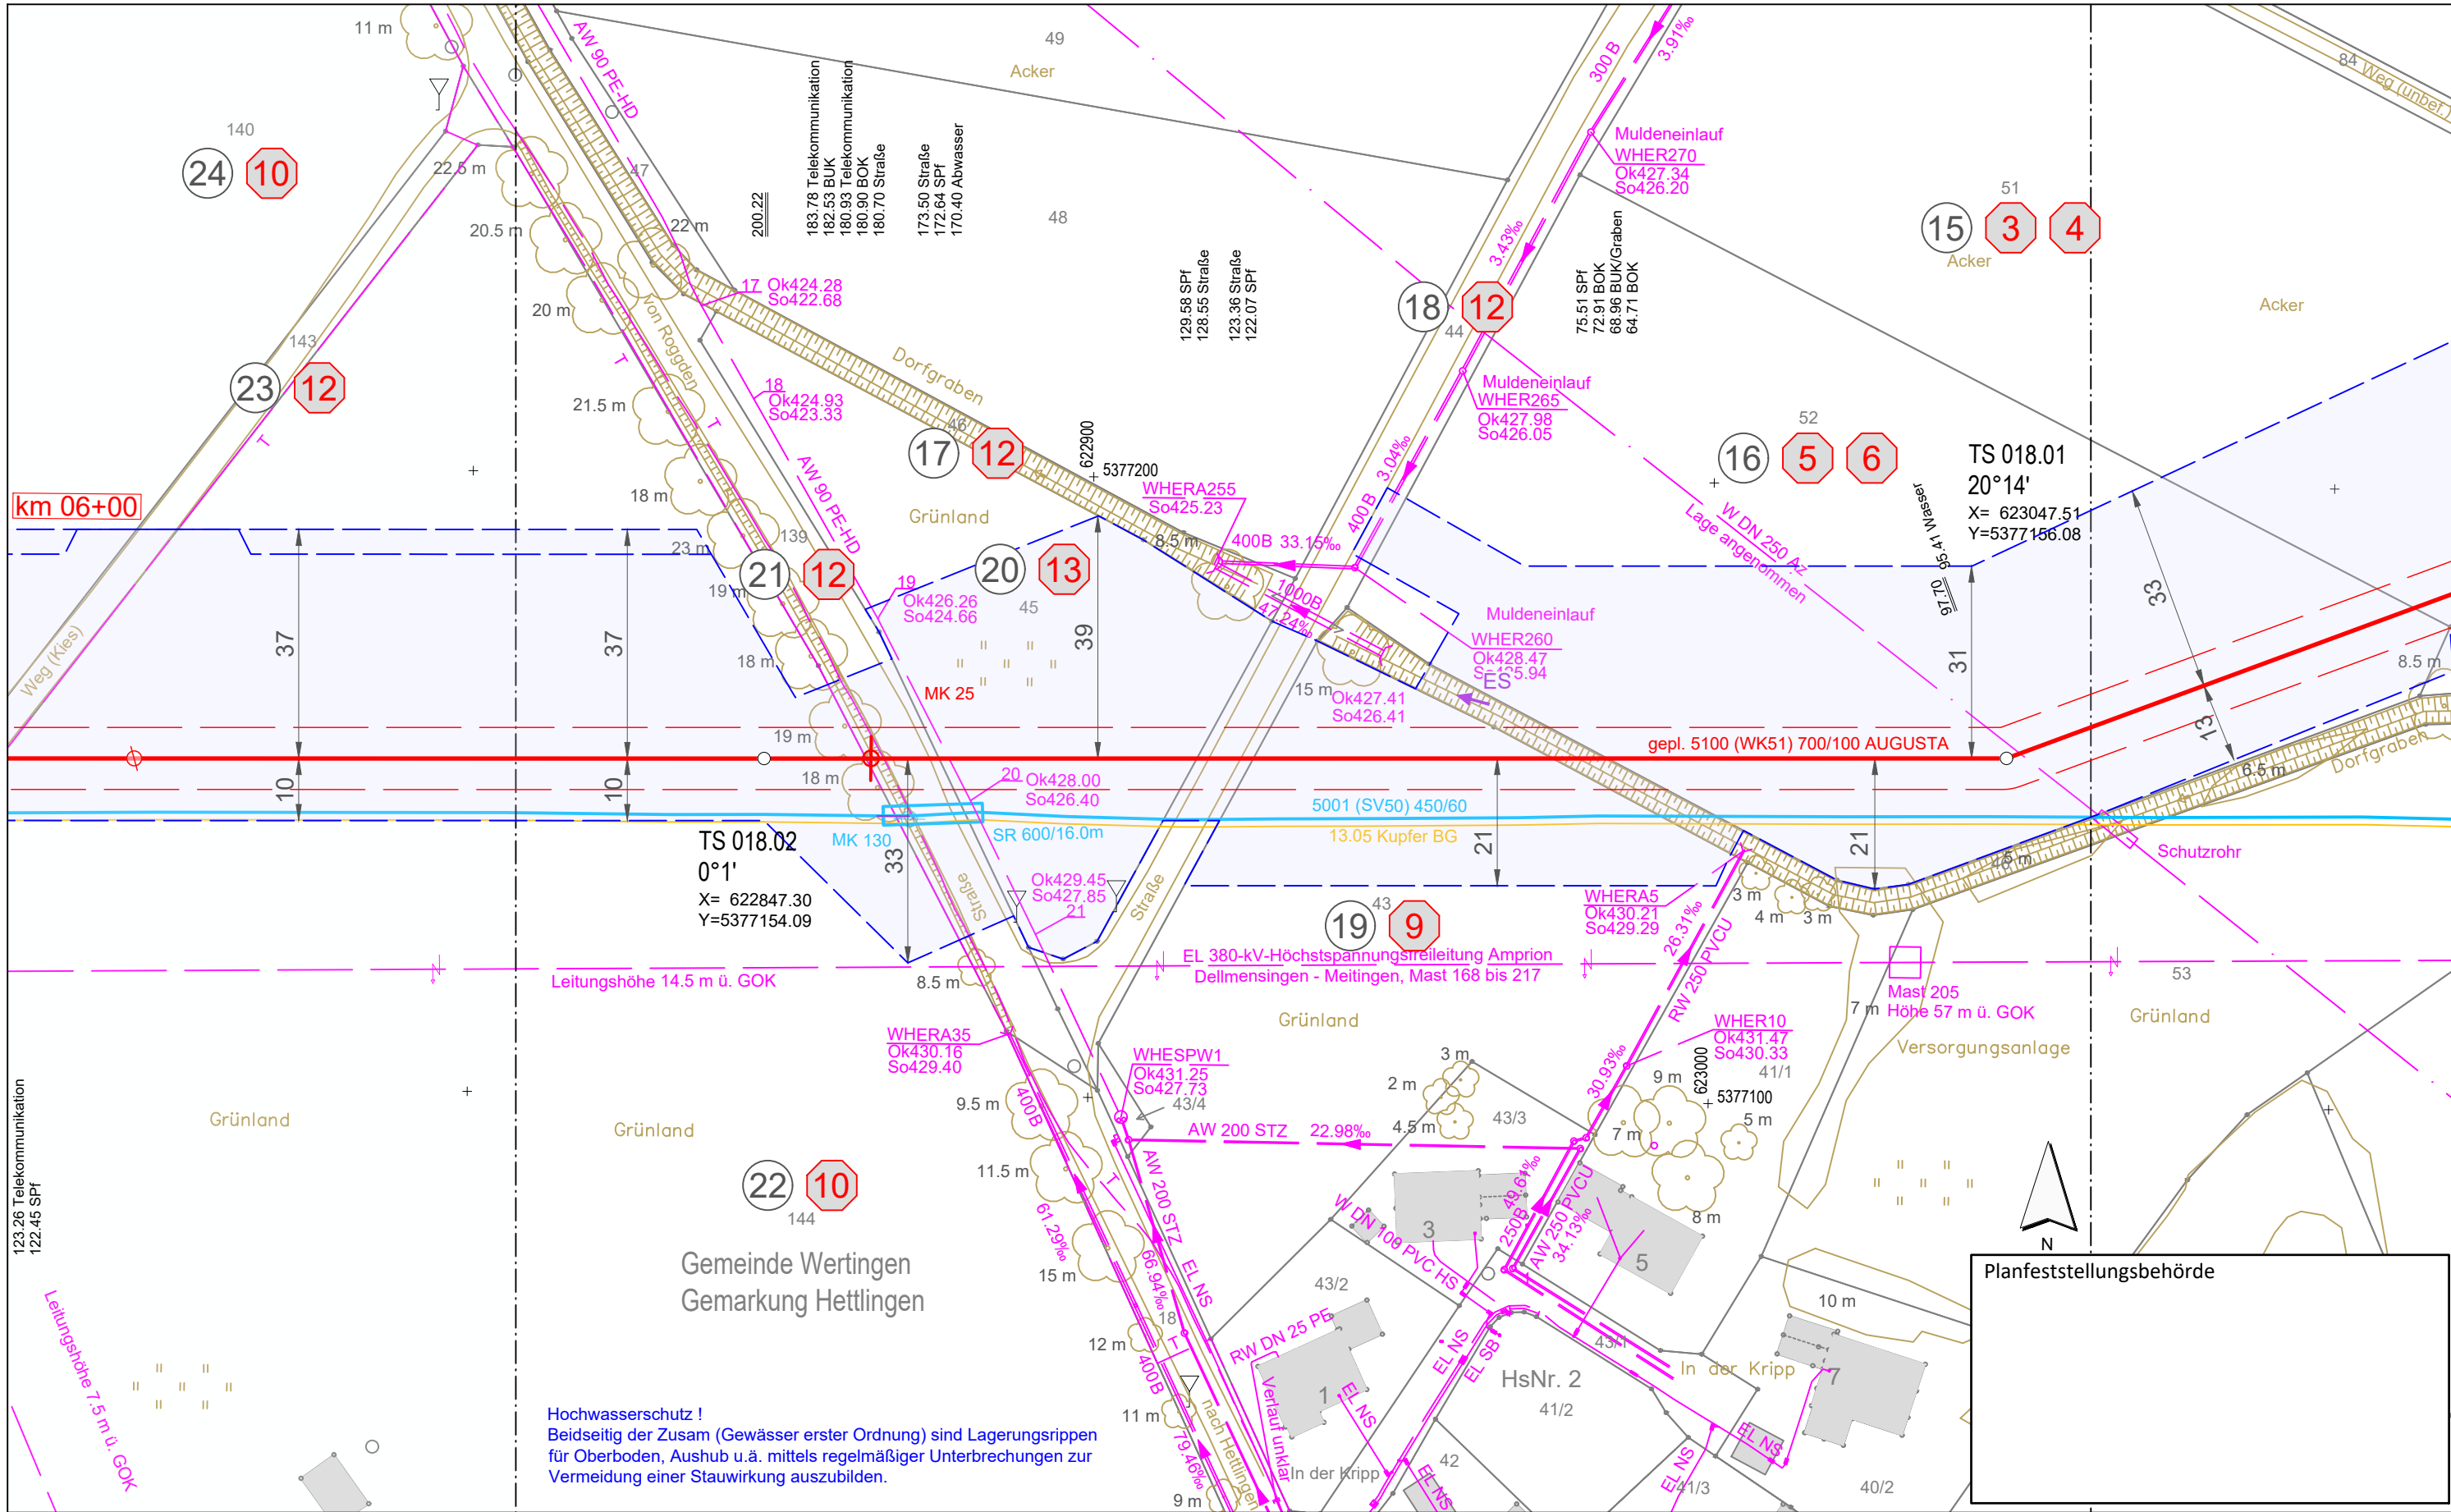 11 m
AW 90 PE-HD
49
Acker
300 B
3.91‰
84 Weg (unbef.)
140
24
10
22.5 m
47
20.5 m
22 m
200.22
183.78 Telekommunikation
182.53 BUK
180.93 Telekommunikation
180.90 BOK
180.70 Straße
173.50 Straße
172.64 SPf
170.40 Abwasser
48
Muldeneinlauf
WHER270
Ok427.34
So426.20
51
15
3
4
Acker
Acker
3.43‰
129.58 SPf
128.55 Straße
123.36 Straße
122.07 SPf
18
12
44
75.51 SPf
72.91 BOK
68.96 BUK/Graben
64.71 BOK
17 Ok424.28
So422.68
20 m
von Roggden
143
T
23
12
T
Dorfgraben
18
Ok424.93
So423.33
21.5 m
T
46
17
12
622900
5377200
Muldeneinlauf
WHER265
Ok427.98
So426.05
3.04‰
52
16
5
6
TS 018.01
20°14'
X= 623047.51
Y=5377156.08
km 06+00
18 m
AW 90 PE-HD
Grünland
WHERA255
So425.23
400B
W DN 250 Az
Lage angenommen
95.41 Wasser
97.70
139
23 m
8.5 m
400B 33.15‰
21
12
20
13
45
19
Ok426.26
So424.66
19 m
1000B
47.24‰
Muldeneinlauf
WHER260
Ok428.47
33
Weg (Kies)
37
37
39
31
18 m
MK 25
15 m
ES
Ok427.41
So426.41
8.5 m
13
19 m
gepl. 5100 (WK51) 700/100 AUGUSTA
Dorfgraben
10
10
18 m
20 Ok428.00
So426.40
6.5 m
5001 (SV50) 450/60
TS 018.02
0°1'
X= 622847.30
Y=5377154.09
MK 130
SR 600/16.0m
13.05 Kupfer BG
33
21
21
Schutzrohr
5 m
Straße
Ok429.45
So427.85
21
Straße
43
19
9
WHERA5
Ok430.21
So429.29
3 m
4 m
3 m
26.31‰
RW 250 PVCU
EL 380-kV-Höchstspannungsfreileitung Amprion
Dellmensingen - Meitingen, Mast 168 bis 217
Leitungshöhe 14.5 m ü. GOK
8.5 m
53
Mast 205
Höhe 57 m ü. GOK
7 m
Grünland
Grünland
WHER10
Ok431.47
So430.33
Versorgungsanlage
WHERA35
Ok430.16
So429.40
WHESPW1
Ok431.25
So427.73
3 m
2 m
30.93‰
623000
9 m
5377100
41/1
123.26 Telekommunikation
122.45 SPf
Grünland
Grünland
9.5 m
400B
43/4
43/3
4.5 m
5 m
7 m
AW 200 STZ 22.98‰
11.5 m
T
AW 200 STZ
49.61‰
250B
AW 250 PVCU
34.13‰
8 m
22
10
144
61.29‰
W DN 100 PVC HS
3
5
N
Gemeinde Wertingen
Gemarkung Hettlingen
15 m
66.94‰
EL NS
43/2
Planfeststellungsbehörde
10 m
Leitungshöhe 7.5 m ü. GOK
12 m
18
T
RW DN 25 PE
EL NS
EL SB
43/1
In der Kripp
7
400B
1
EL NS
HsNr. 2
41/2
Hochwasserschutz !
Beidseitig der Zusam (Gewässer erster Ordnung) sind Lagerungsrippen
für Oberboden, Aushub u.ä. mittels regelmäßiger Unterbrechungen zur
Vermeidung einer Stauwirkung auszubilden.
11 m
nach Hettlingen
Verlauf unklar
79.46‰
In der Kripp
42
EL NS
EL NS
EL NS
41/3
40/2
9 m